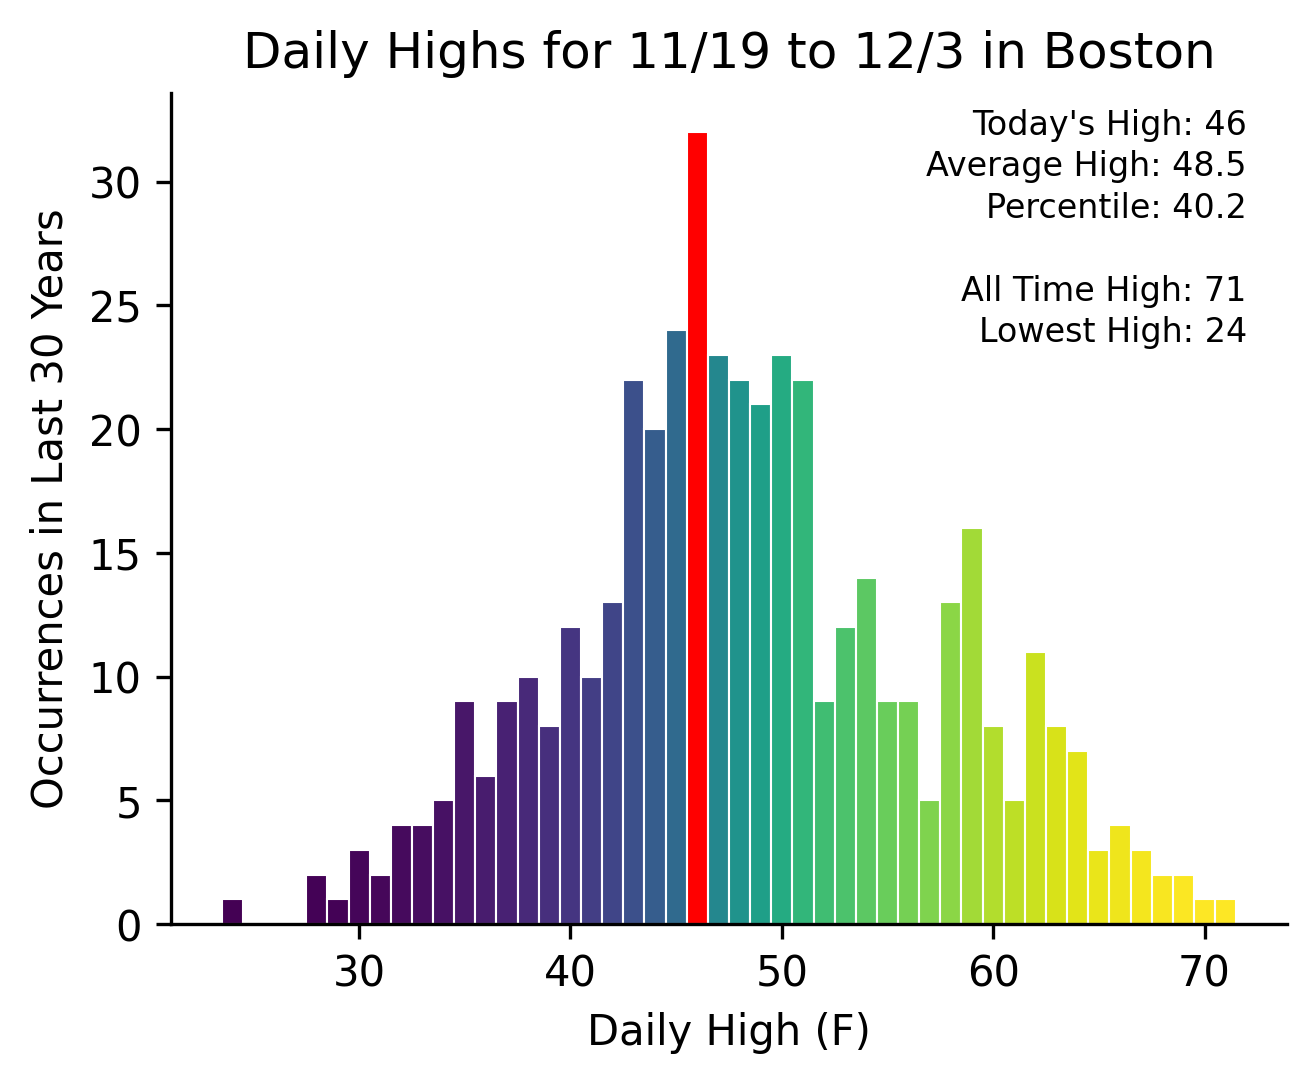 Daily Highs for 11/19 to 12/3 in Boston
Today's High: 46
Average High: 48.5
Percentile: 40.2
All Time High: 71
Lowest High: 24
Occurrences in Last 30 Years
30
25
20
15
10
5
0
30 40 50 60 70
Daily High (F)